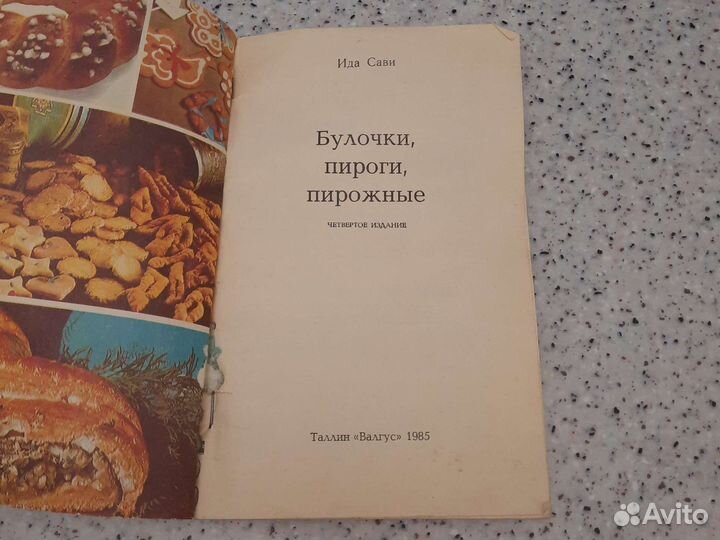 Ида Сави
Булочки,
пироги,
пирожные
ЧЕТВЕРТОЕ ИЗДАНИЕ
Таллин «Валгус» 1985
Avito